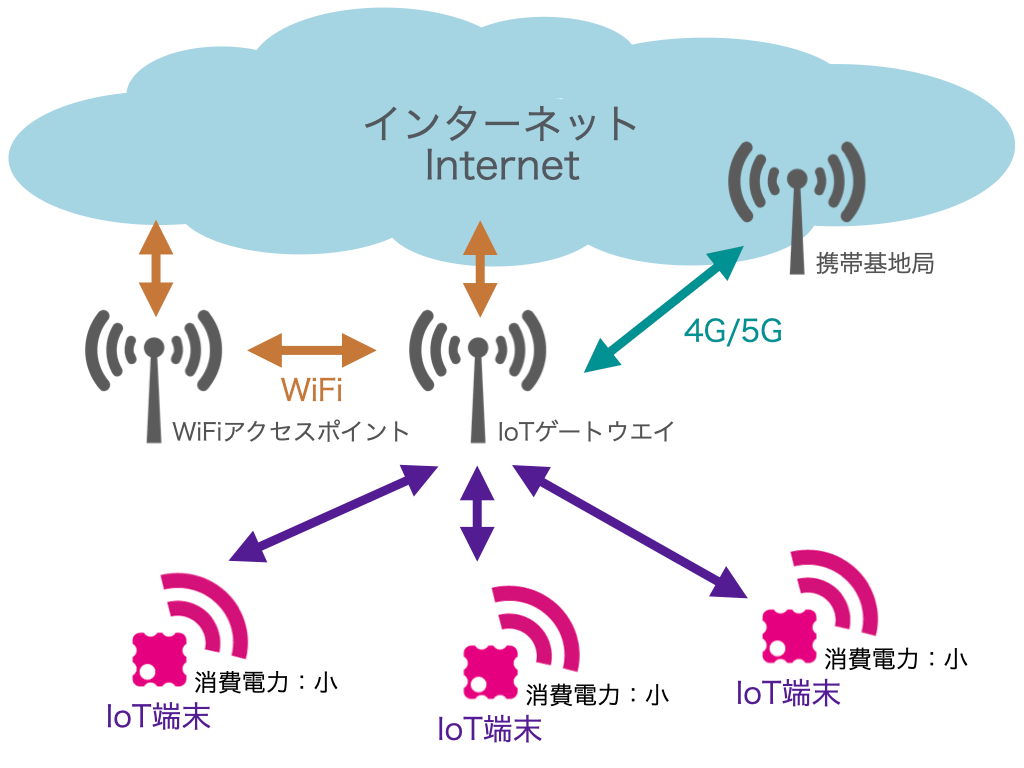 インターネット
Internet
携帯基地局
4G/5G
WiFi
WiFiアクセスポイント
IoTゲートウエイ
消費電力：小
IoT端末
消費電力：小
IoT端末
消費電力：小
IoT端末